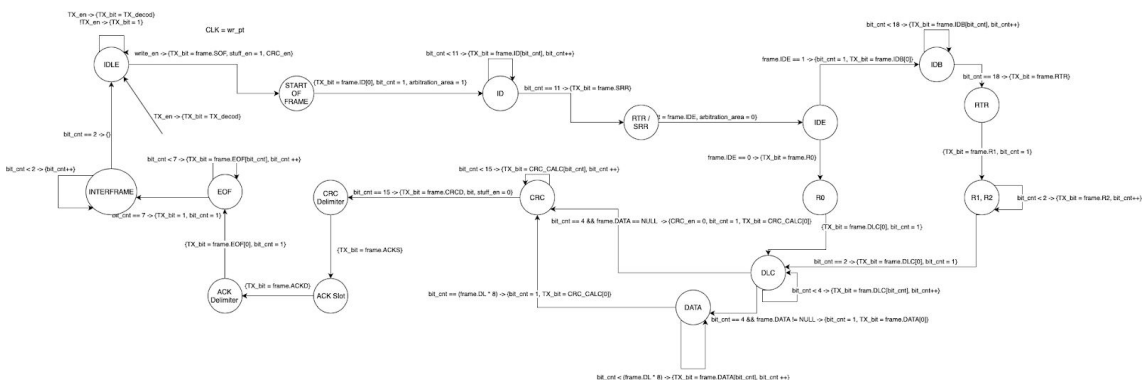 TX_en -> {TX_bit = TX_decod}
!TX_en -> {TX_bit = 1}
CLK = wr_pt
IDLE
write_en -> {TX_bit = frame.SOF, stuff_en = 1, CRC_en}
START
OF
FRAME
{TX_bit = frame.ID[0], bit_cnt = 1, arbitration_area = 1}
bit_cnt < 11 -> {TX_bit = frame.ID[bit_cnt], bit_cnt++}
ID
bit_cnt == 11 -> {TX_bit = frame.SRR}
RTR /
SRR
t = frame.IDE, arbitration_area = 0}
IDE
frame.IDE == 1 -> {bit_cnt = 1, TX_bit = frame.IDB[0]}
bit_cnt < 18 -> {TX_bit = frame.IDB[bit_cnt], bit_cnt++}
IDB
bit_cnt == 18 -> {TX_bit = frame.RTR}
RTR
{TX_bit = frame.R1, bit_cnt = 1}
R1, R2
bit_cnt < 2 -> {TX_bit = frame.R2, bit_cnt++}
bit_cnt == 2 -> {TX_bit = frame.DLC[0], bit_cnt = 1}
frame.IDE == 0 -> {TX_bit = frame.R0}
R0
{TX_bit = frame.DLC[0], bit_cnt = 1}
DLC
bit_cnt < 4 -> {TX_bit = fram.DLC[bit_cnt], bit_cnt++}
bit_cnt == 4 && frame.DATA != NULL -> {bit_cnt = 1, TX_bit = frame.DATA[0]}
DATA
bit_cnt < (frame.DL * 8) -> {TX_bit = frame.DATA[bit_cnt], bit_cnt ++}
bit_cnt == (frame.DL * 8) -> {bit_cnt = 1, TX_bit = CRC_CALC[0]}
bit_cnt == 4 && frame.DATA == NULL -> {CRC_en = 0, bit_cnt = 1, TX_bit = CRC_CALC[0]}
bit_cnt < 15 -> {TX_bit = CRC_CALC[bit_cnt], bit_cnt ++}
CRC
bit_cnt == 15 -> {TX_bit = frame.CRCD, bit, stuff_en = 0}
CRC
Delimiter
{TX_bit = frame.ACKS}
ACK Slot
{TX_bit = frame.ACKD}
ACK
Delimiter
{TX_bit = frame.EOF[0], bit_cnt = 1}
EOF
bit_cnt < 7 -> {TX_bit = frame.EOF[bit_cnt], bit_cnt ++}
bit_cnt == 7 -> {TX_bit = 1, bit_cnt = 1}
INTERFRAME
bit_cnt < 2 -> {bit_cnt++}
bit_cnt == 2 -> {}
TX_en -> {TX_bit = TX_decod}